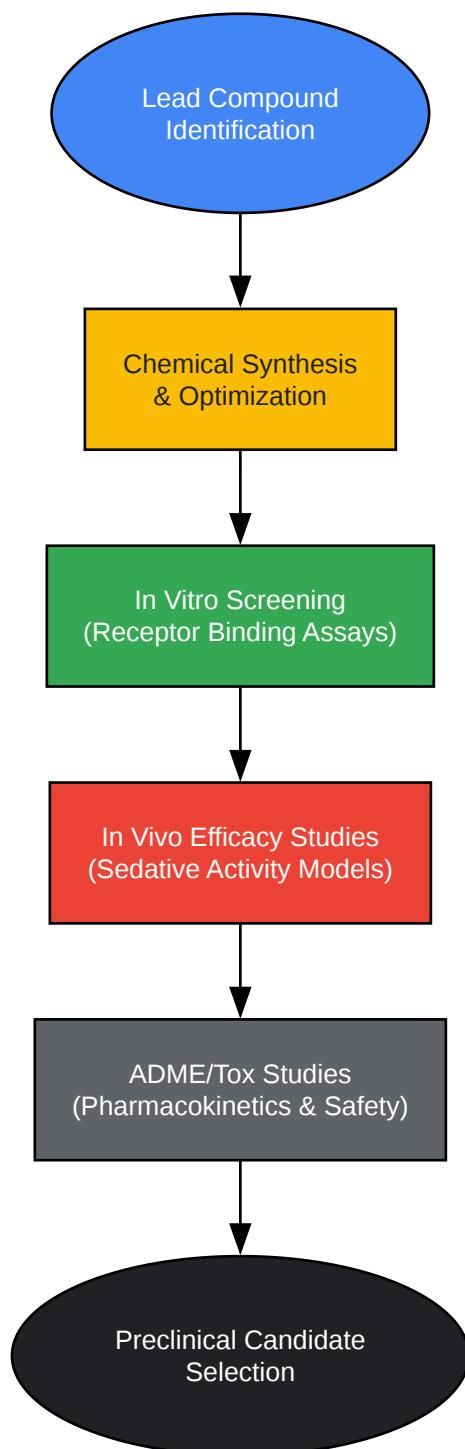 Lead Compound
Identification
Chemical Synthesis
& Optimization
In Vitro Screening
(Receptor Binding Assays)
In Vivo Efficacy Studies
(Sedative Activity Models)
ADME/Tox Studies
(Pharmacokinetics & Safety)
Preclinical Candidate
Selection